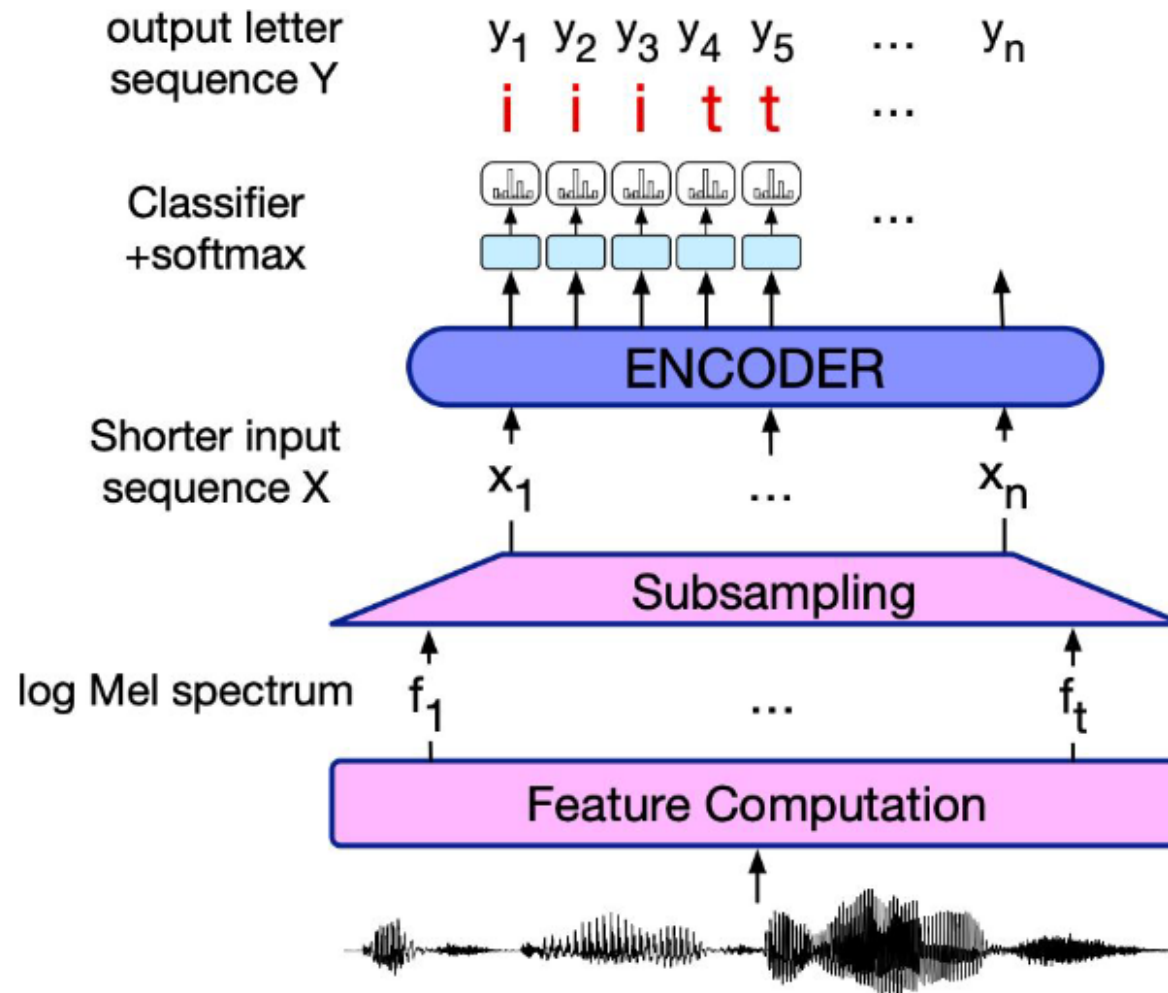 output letter sequence Y
y1 y2 y3 y4 y5 ... yn
i i i t t ...
Classifier +softmax
...
ENCODER
Shorter input sequence X
x1 ... xn
Subsampling
log Mel spectrum
f1 ... ft
Feature Computation